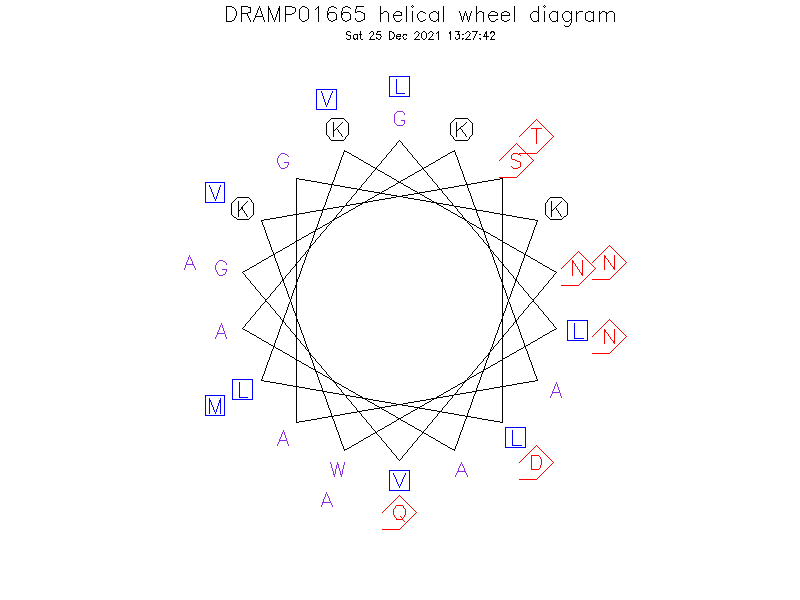 DRAMP01665 helical wheel diagram
Sat 25 Dec 2021 13:27:42
L
V
G
K
K
T
G
S
V
K
K
A
G
N
N
A
L
N
L
A
M
A
L
W
A
D
V
A
Q